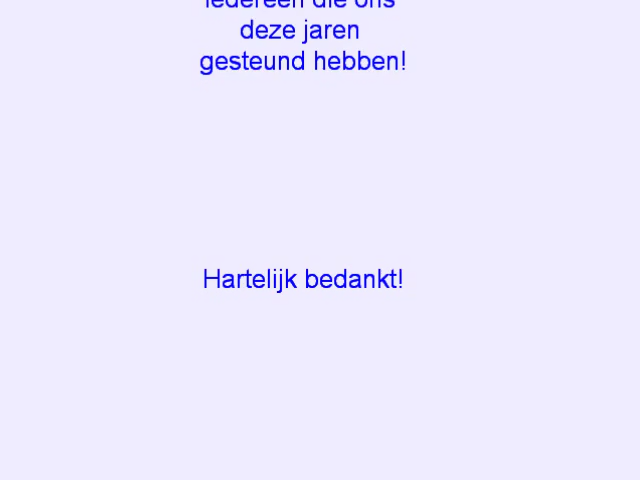 iedereen die ons
deze jaren
gesteund hebben!
Hartelijk bedankt!